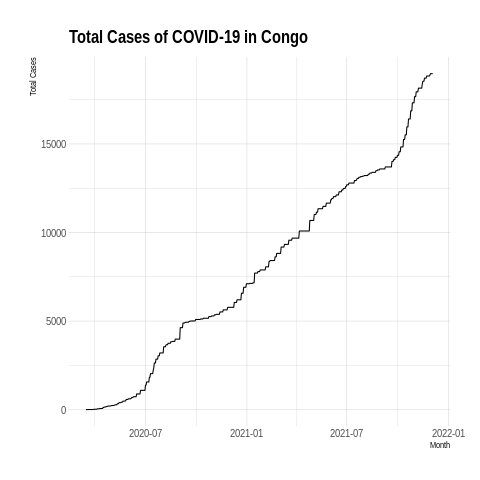 Total Cases of COVID-19 in Congo
Total Cases
15000
10000
5000
0
2020-07
2021-01
2021-07
2022-01
Month